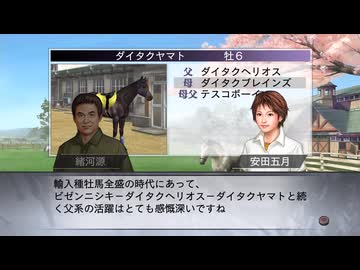 ダイタクヤマト 牡6
父 ダイタクヘリオス
母 ダイタクブレインズ
母父 テスコボーイ
緒河源
安田五月
輸入種牡馬全盛の時代にあって、
ビゼンニシキーダイタクヘリオスーダイタクヤマトと続
く父系の活躍はとても感慨深いですね